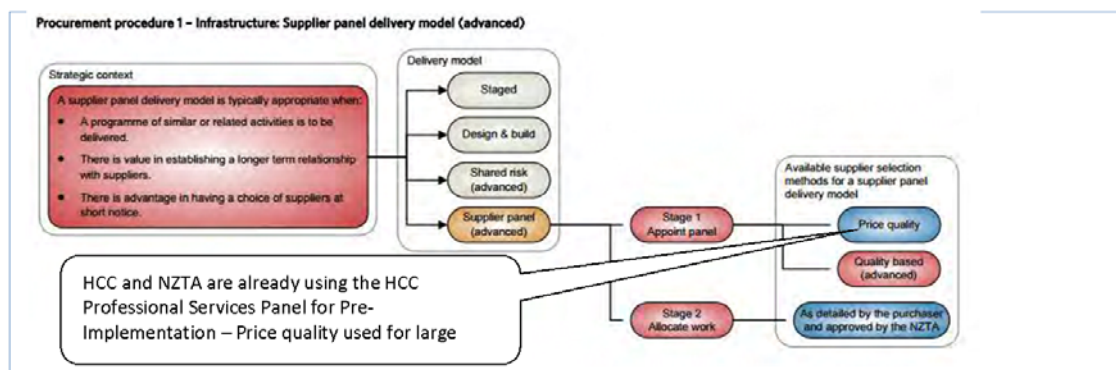 Procurement procedure 1 – Infrastructure: Supplier panel delivery model (advanced)
Strategic context
A supplier panel delivery model is typically appropriate when:
• A programme of similar or related activities is to be
delivered.
• There is value in establishing a longer term relationship
with suppliers.
• There is advantage in having a choice of suppliers at
short notice.
Delivery model
Staged
Design & build
Shared risk
(advanced)
Supplier panel
(advanced)
Stage 1
Appoint panel
Stage 2
Allocate work
Available supplier selection
methods for a supplier panel
delivery model
Price quality
Quality based
(advanced)
As detailed by the purchaser
and approved by the NZTA
HCC and NZTA are already using the HCC
Professional Services Panel for Pre-
Implementation – Price quality used for large